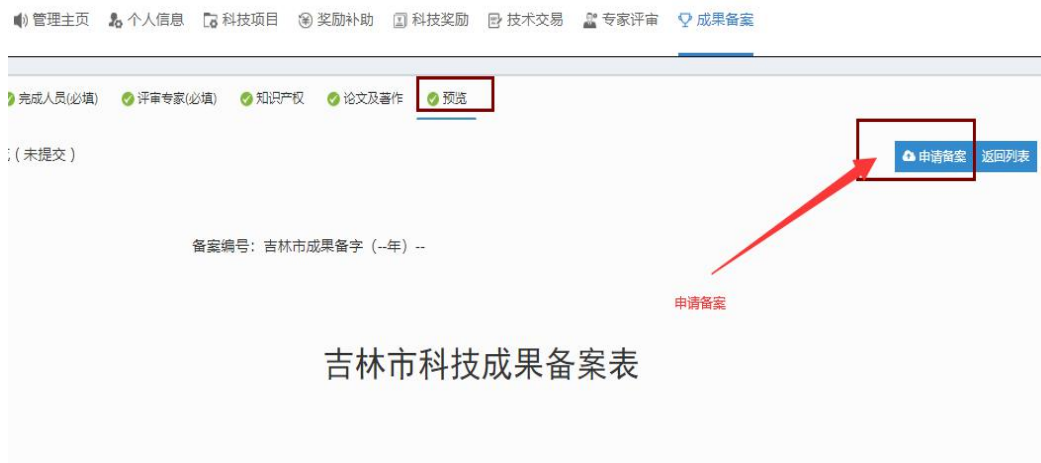 管理主页 个人信息 科技项目 奖励补助 科技奖励 技术交易 专家评审 成果备案
完成人员(必填) 评审专家(必填) 知识产权 论文及著作 预览
(未提交) 申请备案 返回列表
备案编号：吉林市成果备字（--年）--
申请备案
吉林市科技成果备案表